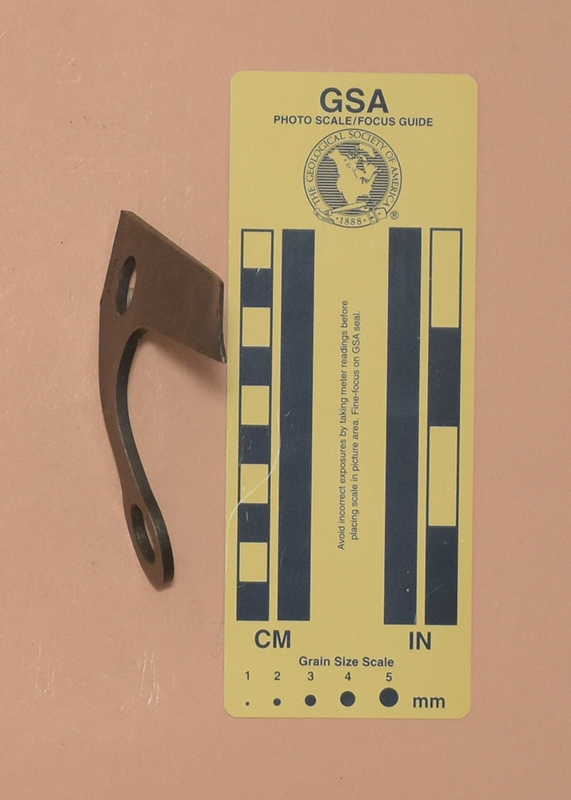 GSA
PHOTO SCALE/FOCUS GUIDE
THE GEOLOGICAL SOCIETY OF AMERICA
·1888· ®
Avoid incorrect exposures by taking meter readings before
placing scale in picture area. Fine-focus on GSA seal.
CM IN
Grain Size Scale
1 2 3 4 5
mm